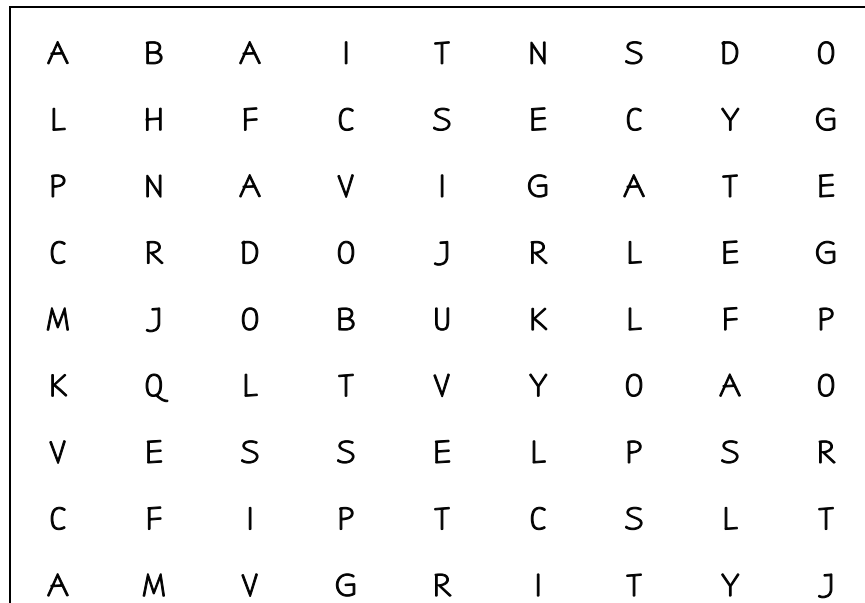 A B A I T N S D O
L H F C S E C Y G
P N A V I G A T E
C R D O J R L E G
M J O B U K L F P
K Q L T V Y O A O
V E S S E L P S R
C F I P T C S L T
A M V G R I T Y J